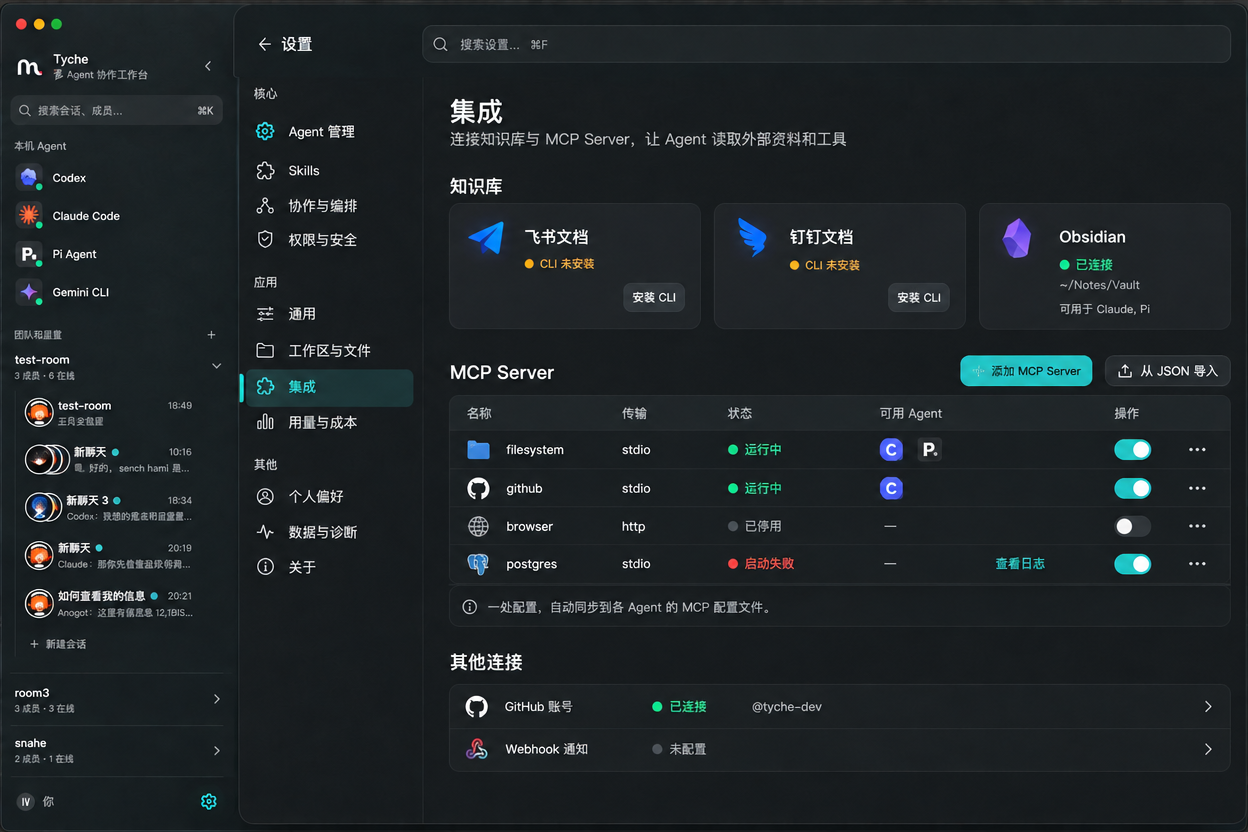 Tyche
Agent 协作工作台
搜索会话、成员... ⌘K
本机 Agent
Codex
Claude Code
Pi Agent
Gemini CLI
团队和
+
test-room
3 成员 · 6 在线
test-room 18:49
新聊天 10:16
好的， sench hami
新聊天 3 18:34
Codex：
新聊天 20:19
Claude：
如何查看我的信息 20:21
Anogot：
+ 新建会话
room3
3 成员 · 3 在线
snahe
2 成员 · 1 在线
IV 你
← 设置
核心
Agent 管理
Skills
协作与编排
权限与安全
应用
通用
工作区与文件
集成
用量与成本
其他
个人偏好
数据与诊断
关于
搜索设置... ⌘F
集成
连接知识库与 MCP Server，让 Agent 读取外部资料和工具
知识库
飞书文档
CLI 未安装
安装 CLI
钉钉文档
CLI 未安装
安装 CLI
Obsidian
已连接
~/Notes/Vault
可用于 Claude, Pi
MCP Server
添加 MCP Server
从 JSON 导入
名称 传输 状态 可用 Agent 操作
filesystem stdio 运行中 C P.
github stdio 运行中 C
browser http 已停用 —
postgres stdio 启动失败 — 查看日志
一处配置，自动同步到各 Agent 的 MCP 配置文件。
其他连接
GitHub 账号 已连接 @tyche-dev
Webhook 通知 未配置